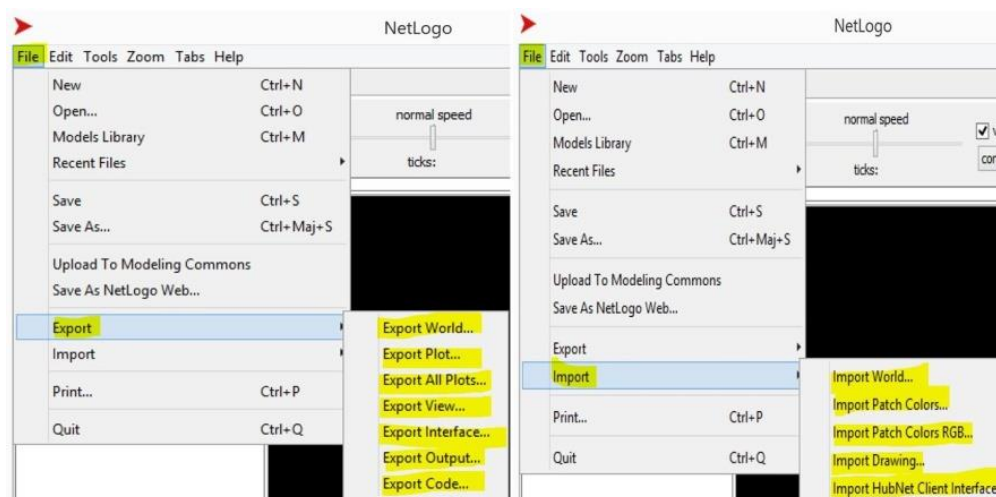 NetLogo
File Edit Tools Zoom Tabs Help
New Ctrl+N
Open... Ctrl+O
Models Library Ctrl+M
Recent Files
Save Ctrl+S
Save As... Ctrl+Maj+S
Upload To Modeling Commons
Save As NetLogo Web...
Export
Import
Print... Ctrl+P
Quit Ctrl+Q
normal speed
ticks:
Export World...
Export Plot...
Export All Plots...
Export View...
Export Interface...
Export Output...
Export Code...
NetLogo
File Edit Tools Zoom Tabs Help
New Ctrl+N
Open... Ctrl+O
Models Library Ctrl+M
Recent Files
Save Ctrl+S
Save As... Ctrl+Maj+S
Upload To Modeling Commons
Save As NetLogo Web...
Export
Import
Print... Ctrl+P
Quit Ctrl+Q
normal speed
ticks:
Import World...
Import Patch Colors...
Import Patch Colors RGB...
Import Drawing...
Import HubNet Client Interface